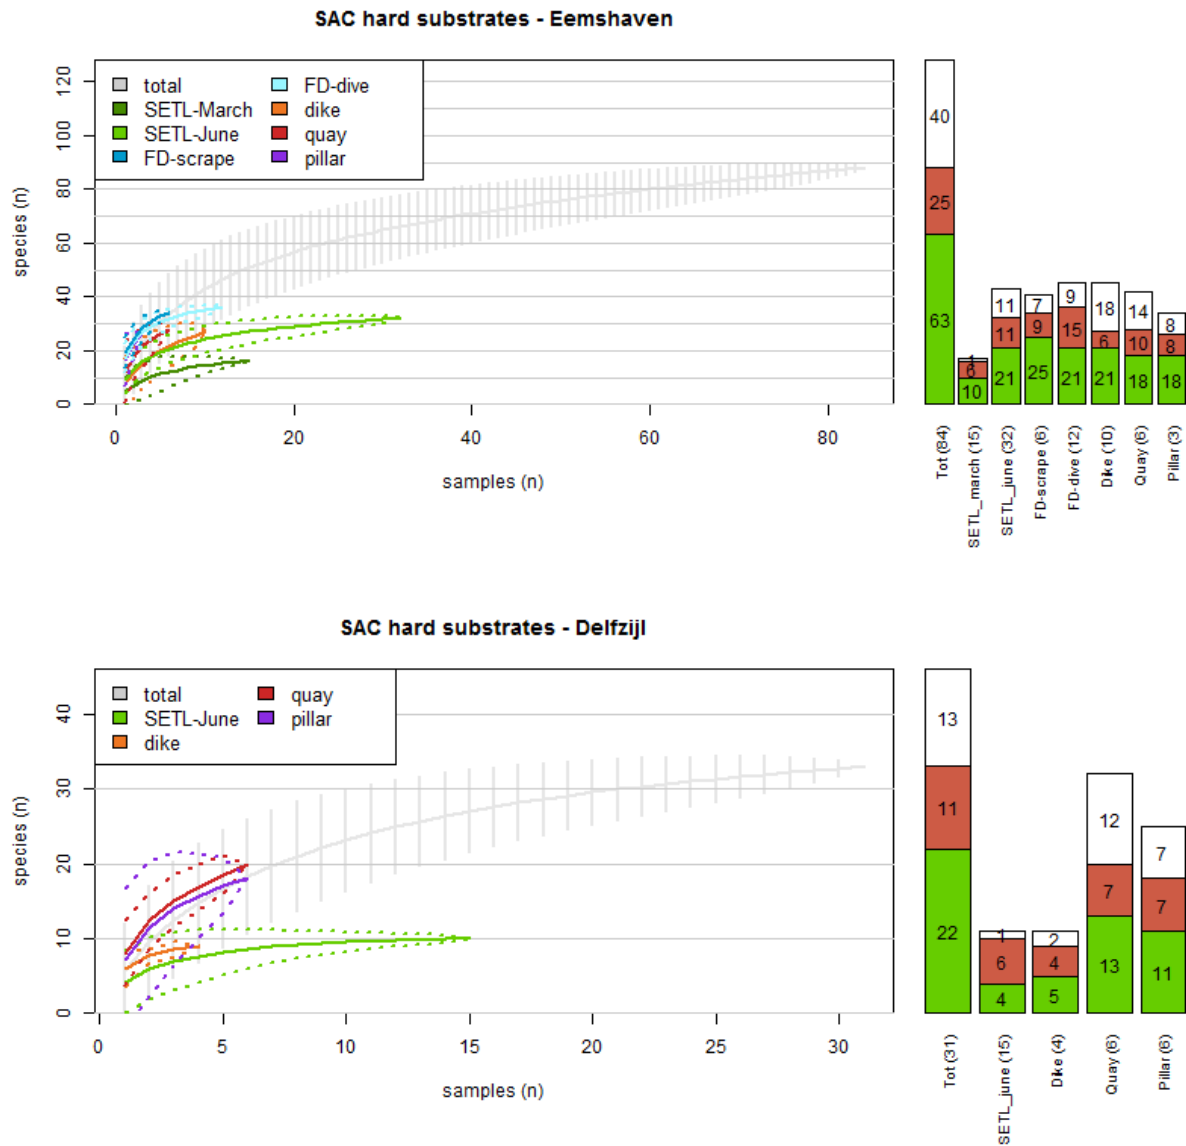 SAC hard substrates - Eemshaven
total
SETL-March
SETL-June
FD-scrape
FD-dive
dike
quay
pillar
species (n)
0
20
40
60
80
100
120
0
20
40
60
80
samples (n)
40
25
63
1
6
10
11
11
21
7
9
25
9
15
21
18
6
21
14
10
18
8
8
18
Tot (84)
SETL_march (15)
SETL_june (32)
FD-scrape (6)
FD-dive (12)
Dike (10)
Quay (6)
Pillar (3)
SAC hard substrates - Delfzijl
total
SETL-June
dike
quay
pillar
species (n)
0
10
20
30
40
0
5
10
15
20
25
30
samples (n)
13
11
22
1
6
4
2
4
5
12
7
13
7
7
11
Tot (31)
SETL_june (15)
Dike (4)
Quay (6)
Pillar (6)